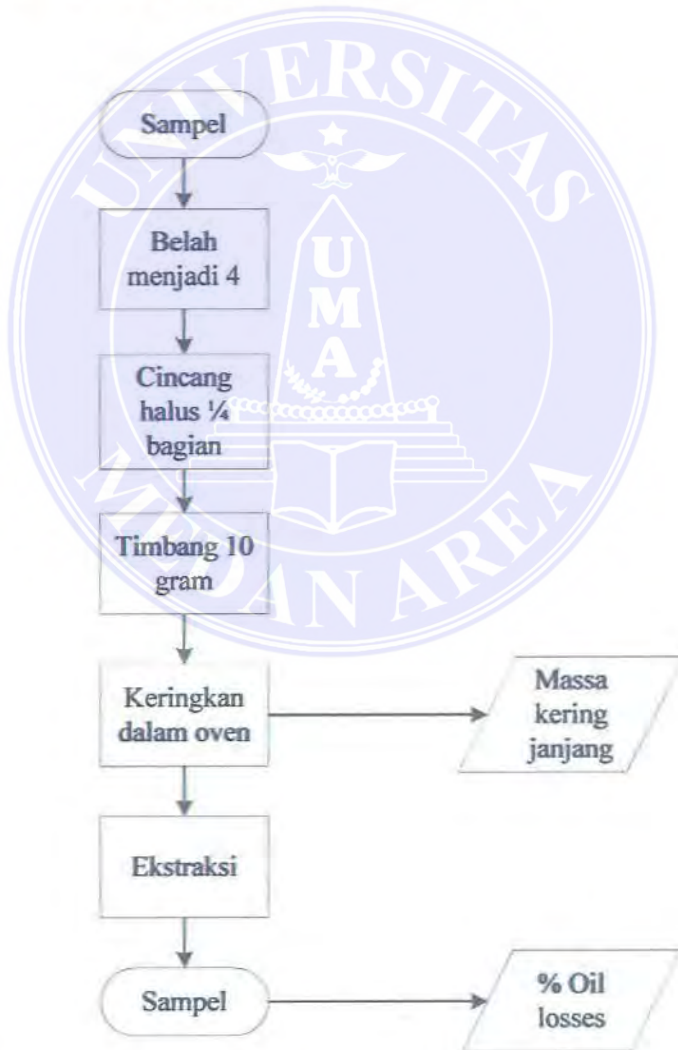 UNIVERSITAS
MEDAN AREA
UMA
Sampel
Belah
menjadi 4
Cincang
halus ¼
bagian
Timbang 10
gram
Keringkan
dalam oven
Massa
kering
janjang
Ekstraksi
Sampel
% Oil
losses